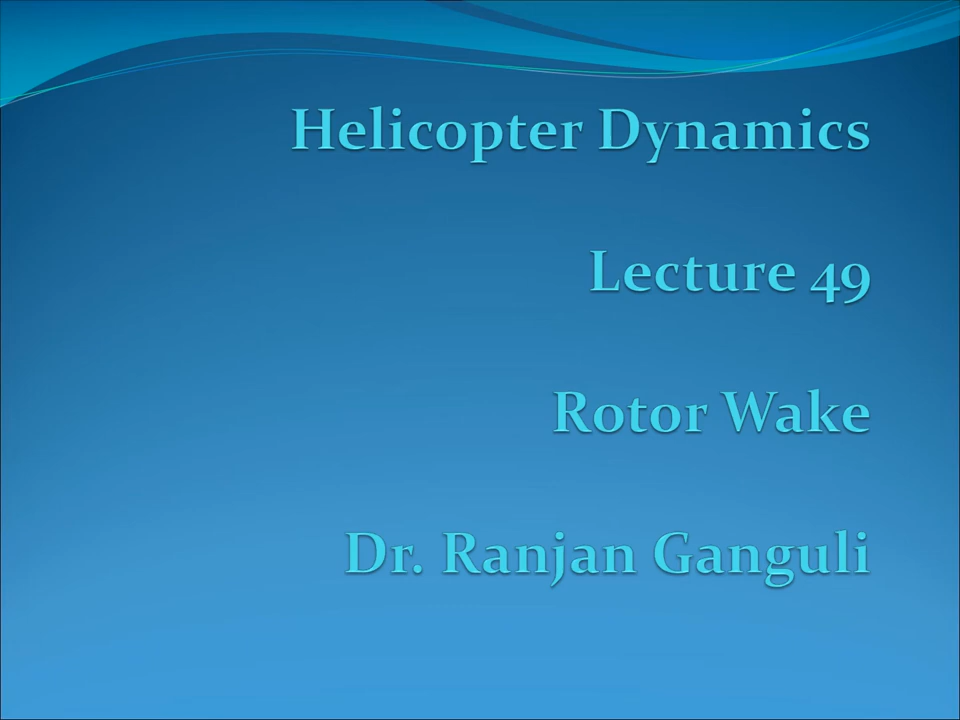 Helicopter Dynamics
Lecture 49
Rotor Wake
Dr. Ranjan Ganguli